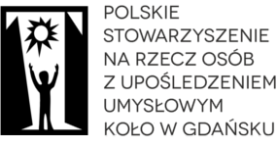 POLSKIE
STOWARZYSZENIE
NA RZECZ OSÓB
Z UPOŚLEDZENIEM
UMYSŁOWYM
KOŁO W GDAŃSKU